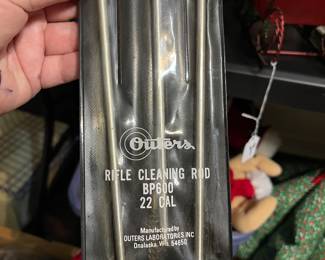 Outers
RIFLE CLEANING ROD
BP600
22 CAL
Manufactured by
OUTERS LABORATORIES INC
Onalaska, Wis. 54650